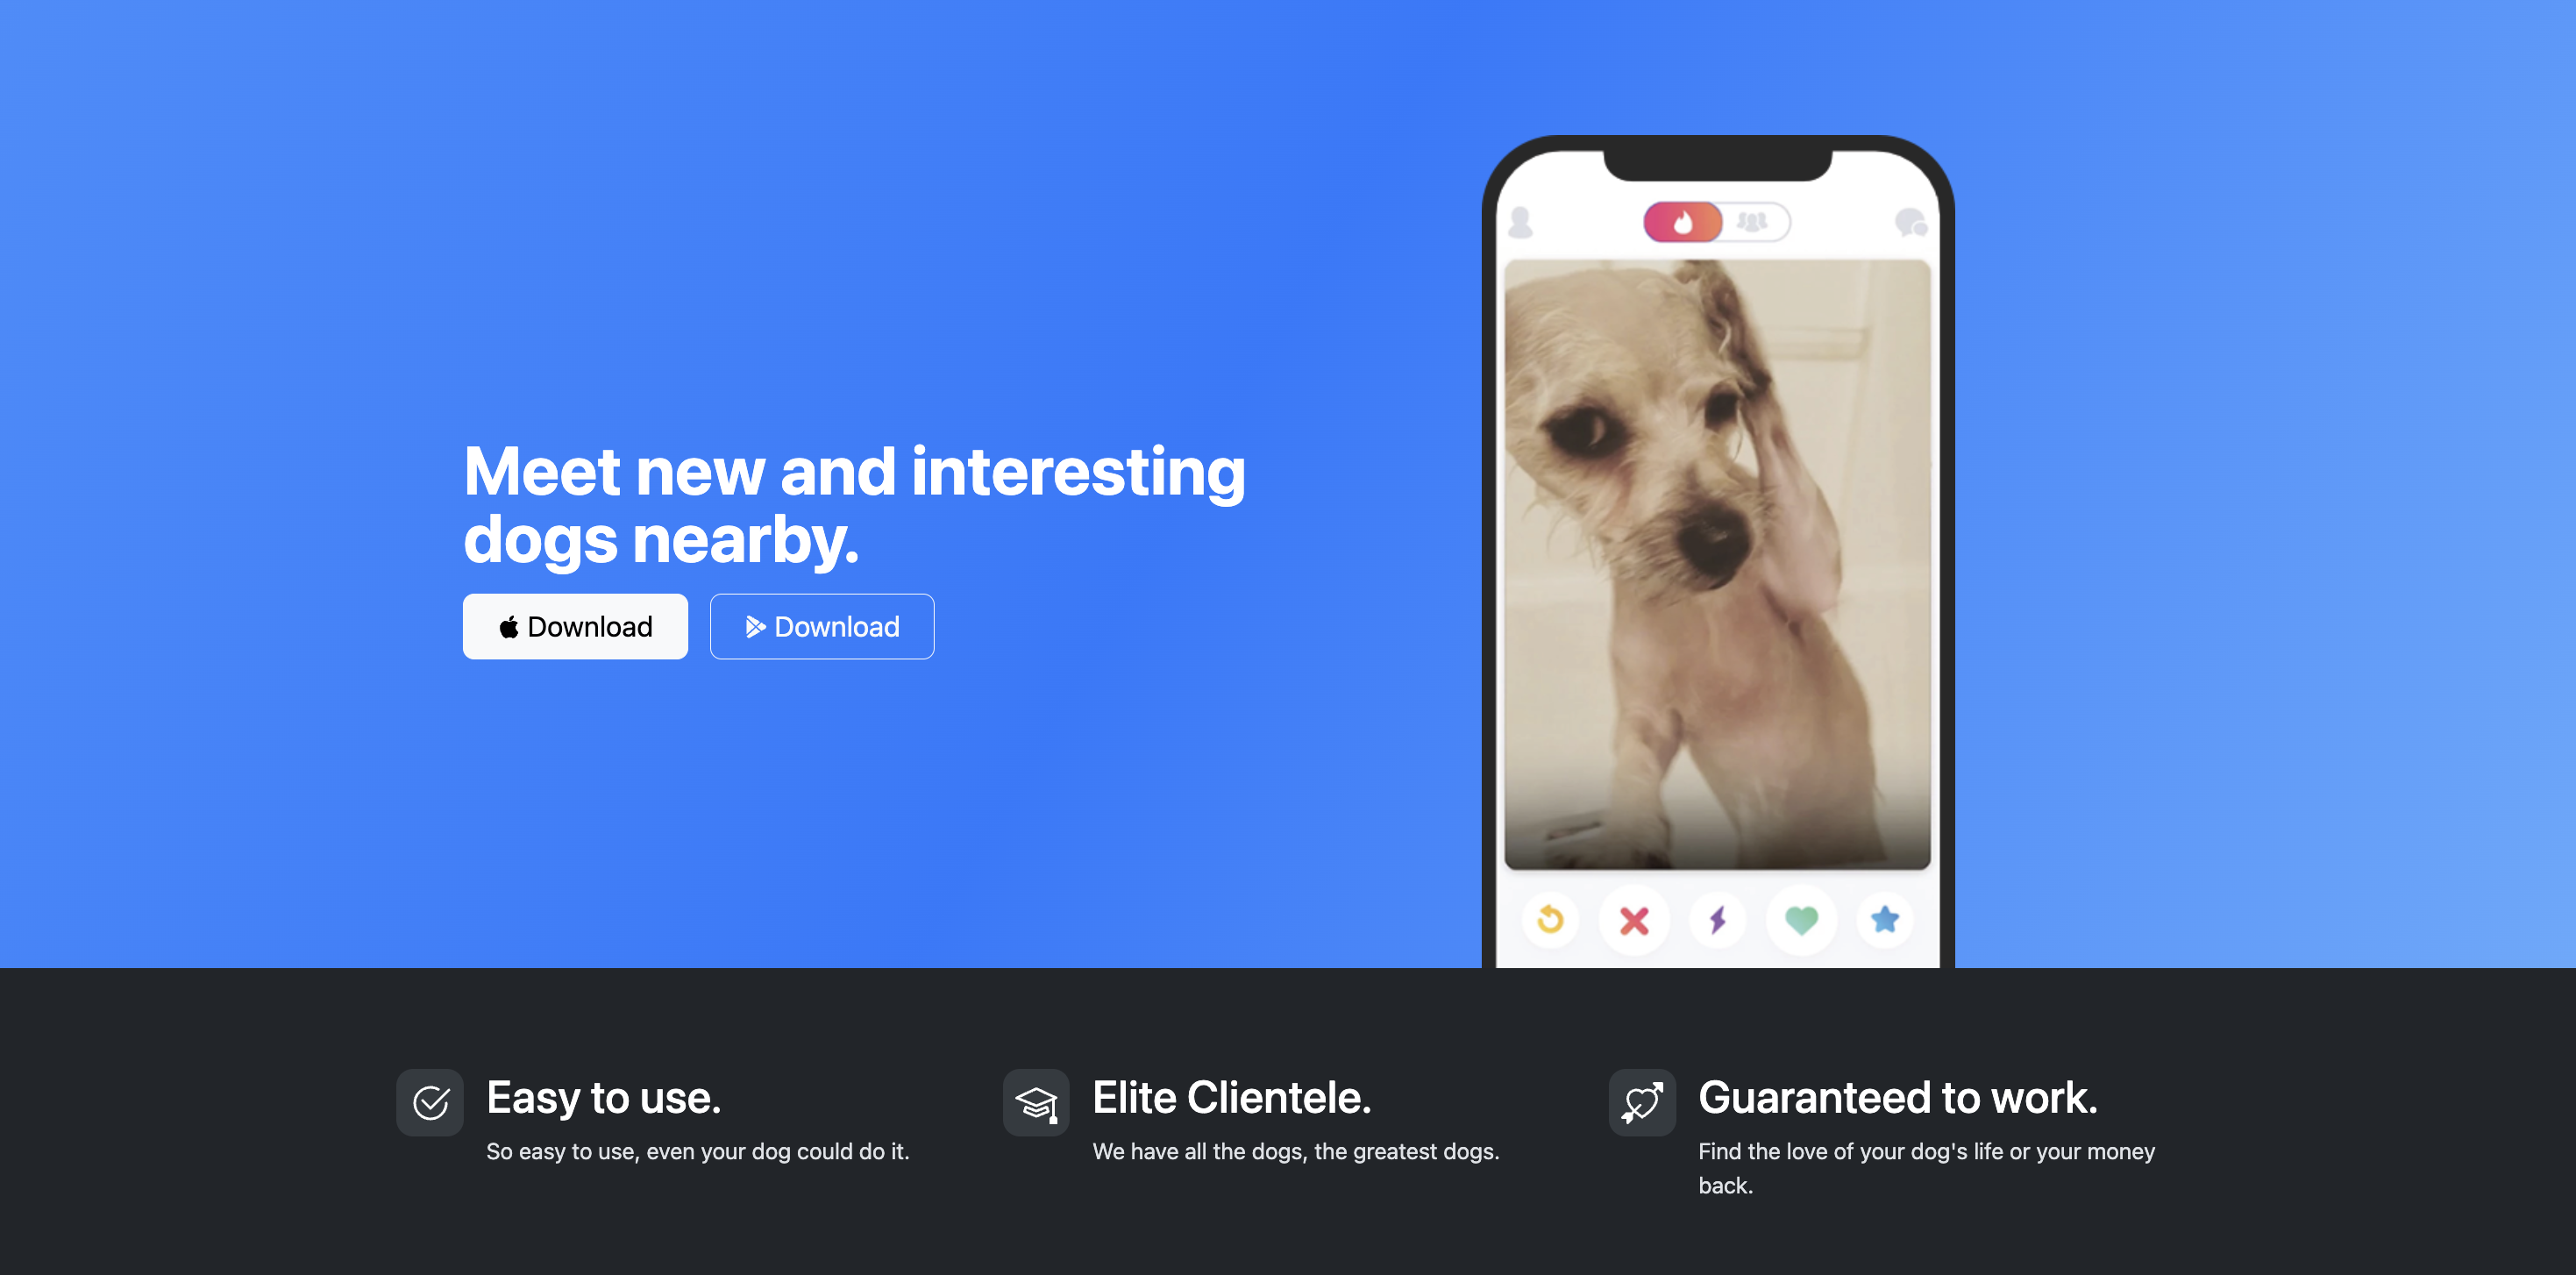 Meet new and interesting
dogs nearby.
Download
Download
Easy to use.
So easy to use, even your dog could do it.
Elite Clientele.
We have all the dogs, the greatest dogs.
Guaranteed to work.
Find the love of your dog's life or your money
back.